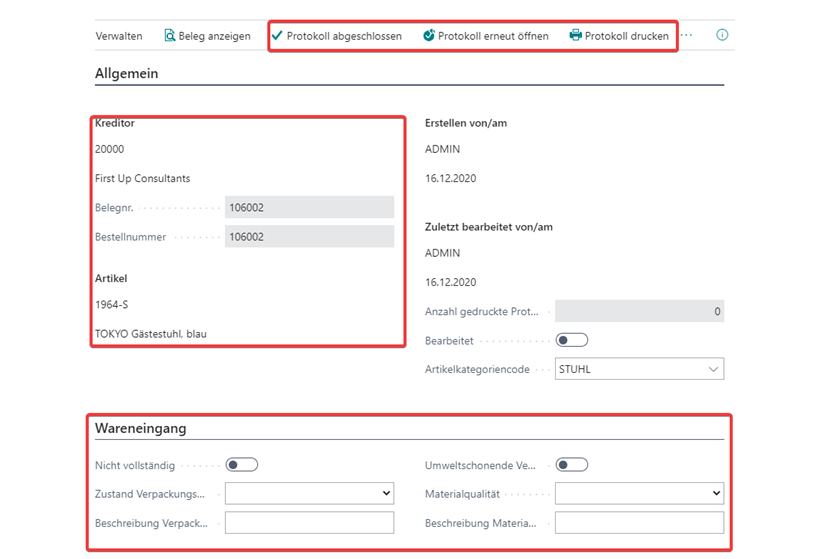 Verwalten Beleg anzeigen Protokoll abgeschlossen Protokoll erneut öffnen Protokoll drucken ...
Allgemein
Kreditor
20000
First Up Consultants
Belegnr. 106002
Bestellnummer 106002
Artikel
1964-S
TOKYO Gästestuhl, blau
Erstellen von/am
ADMIN
16.12.2020
Zuletzt bearbeitet von/am
ADMIN
16.12.2020
Anzahl gedruckte Prot... 0
Bearbeitet
Artikelkategoriencode STUHL
Wareneingang
Nicht vollständig
Zustand Verpackungs...
Beschreibung Verpack...
Umweltschonende Ve...
Materialqualität
Beschreibung Materia...